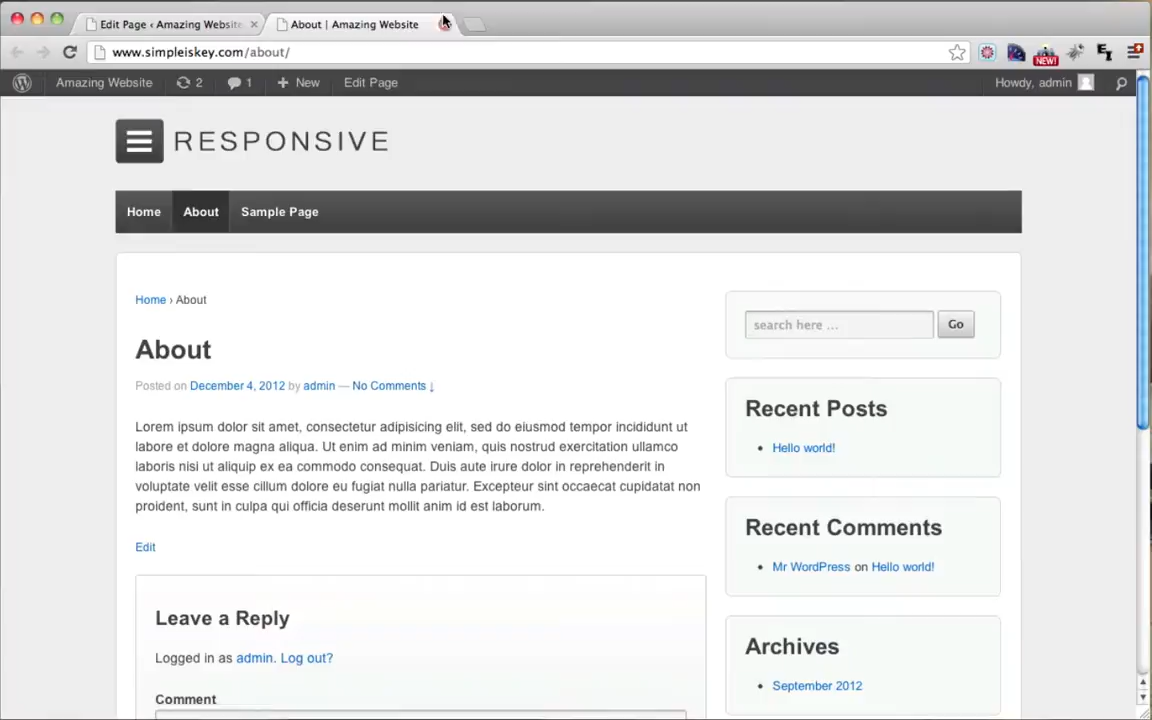 Edit Page ‹ Amazing Website
About | Amazing Website
www.simpleiskey.com/about/
NEW!
Amazing Website 2 1 + New Edit Page
Howdy, admin
RESPONSIVE
Home About Sample Page
Home › About
search here ...
Go
About
Posted on December 4, 2012 by admin — No Comments ↓
Lorem ipsum dolor sit amet, consectetur adipisicing elit, sed do eiusmod tempor incididunt ut
labore et dolore magna aliqua. Ut enim ad minim veniam, quis nostrud exercitation ullamco
laboris nisi ut aliquip ex ea commodo consequat. Duis aute irure dolor in reprehenderit in
voluptate velit esse cillum dolore eu fugiat nulla pariatur. Excepteur sint occaecat cupidatat non
proident, sunt in culpa qui officia deserunt mollit anim id est laborum.
Edit
Leave a Reply
Logged in as admin. Log out?
Comment
Recent Posts
• Hello world!
Recent Comments
• Mr WordPress on Hello world!
Archives
• September 2012